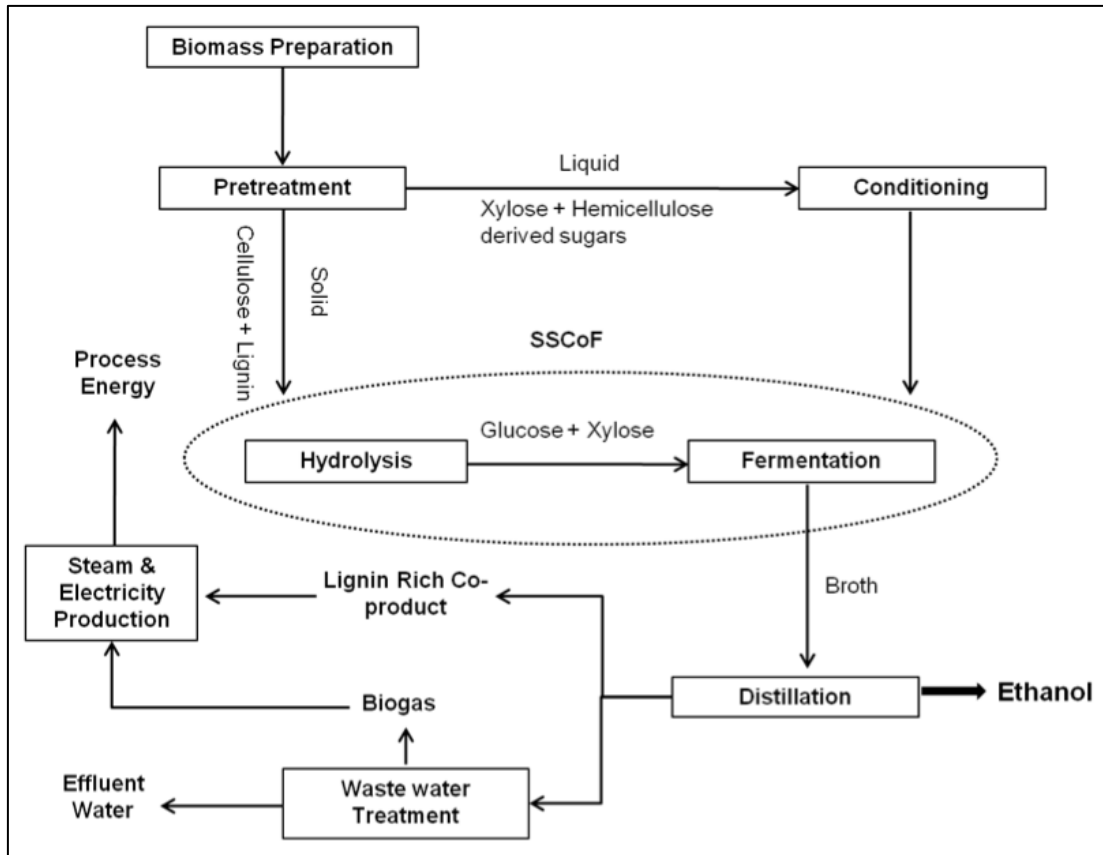 Biomass Preparation
Pretreatment
Liquid
Conditioning
Xylose + Hemicellulose
derived sugars
Cellulose + Lignin
Solid
SSCoF
Process
Energy
Glucose + Xylose
Hydrolysis
Fermentation
Steam &
Electricity
Production
Lignin Rich Co-
product
Broth
Distillation
Ethanol
Biogas
Effluent
Water
Waste water
Treatment